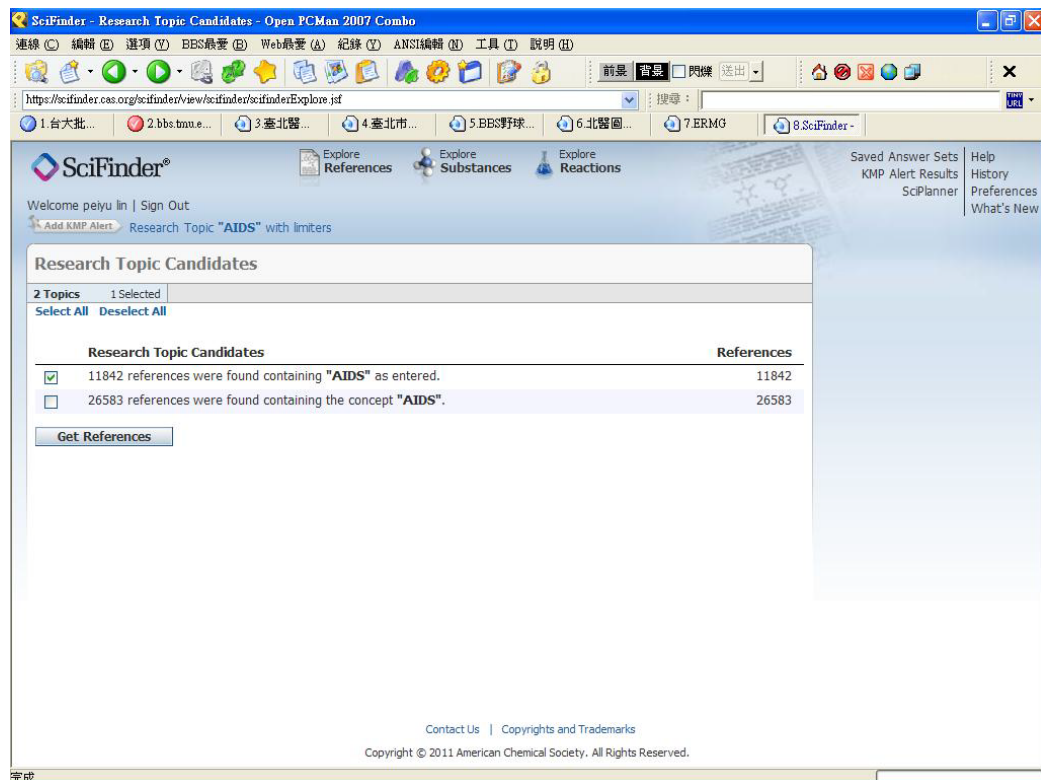 SciFinder - Research Topic Candidates - Open PCMan 2007 Combo
連線(C) 編輯(E) 選項(Y) BBS最愛(B) Web最愛(A) 紀錄(Y) ANSI編輯(N) 工具(T) 說明(H)
前景 背景 閃爍 送出
https://scifinder.cas.org/scifinder/view/scifinder/scifinderExplore.jsf 搜尋: TINY URL
1.台大批... 2.bbs.tmu.e... 3.臺北醫... 4.臺北市... 5.BBS野球... 6.北醫圖... 7.ERMG 8.SciFinder -
SciFinder®
Explore References
Explore Substances
Explore Reactions
Saved Answer Sets
KMP Alert Results
SciPlanner
Help
History
Preferences
What's New
Welcome peiyu lin | Sign Out
Add KMP Alert Research Topic "AIDS" with limiters
Research Topic Candidates
2 Topics 1 Selected
Select All Deselect All
Research Topic Candidates References
11842 references were found containing "AIDS" as entered. 11842
26583 references were found containing the concept "AIDS". 26583
Get References
Contact Us | Copyrights and Trademarks
Copyright © 2011 American Chemical Society. All Rights Reserved.
完成